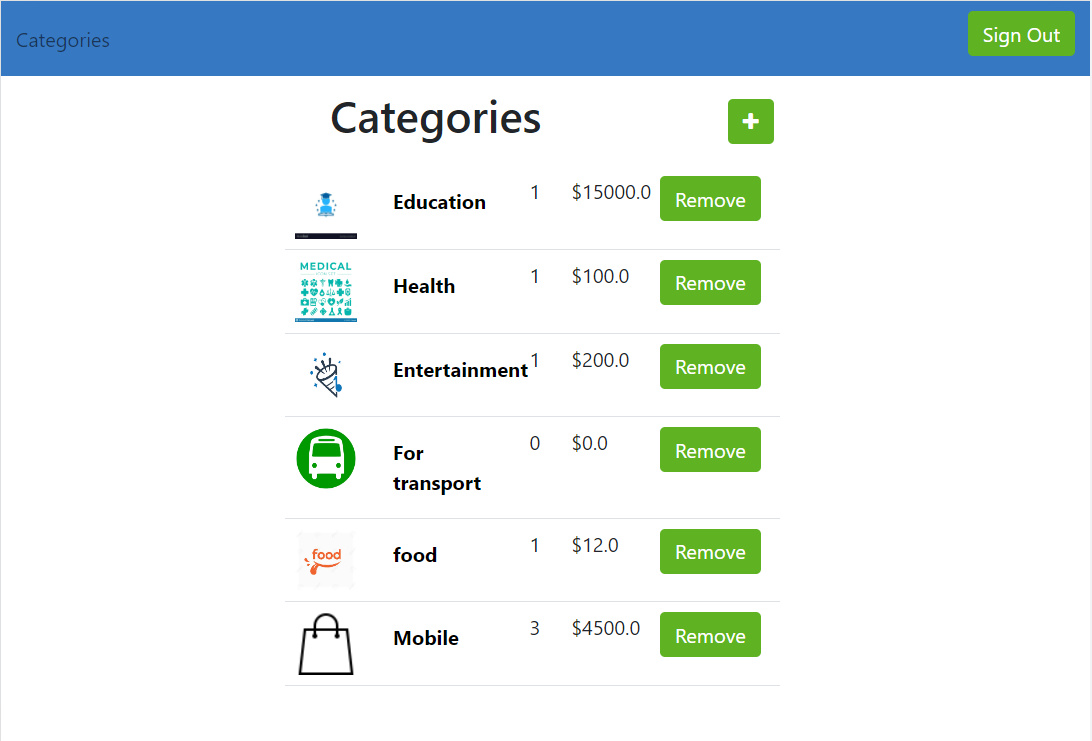 Categories
Sign Out
Categories
+
Education 1 $15000.0 Remove
MEDICAL
Health 1 $100.0 Remove
Entertainment 1 $200.0 Remove
For
transport 0 $0.0 Remove
food
food 1 $12.0 Remove
Mobile 3 $4500.0 Remove